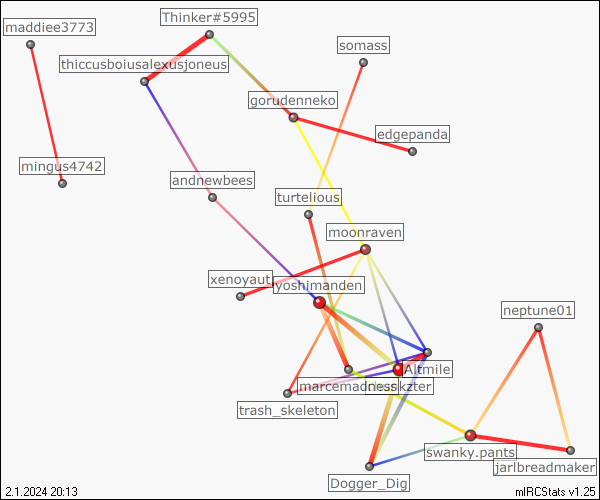 Thinker#5995
maddiee3773
somass
thiccusboiusalexusjoneus
gorudenneko
edgepanda
mingus4742
andnewbees
turtelious
moonraven
xenoyaut
yoshimanden
neptune01
Altmile
marcemadness
trash_skeleton
swanky.pants
jarlbreadmaker
Dogger_Dig
2.1.2024 20:13
mIRCStats v1.25